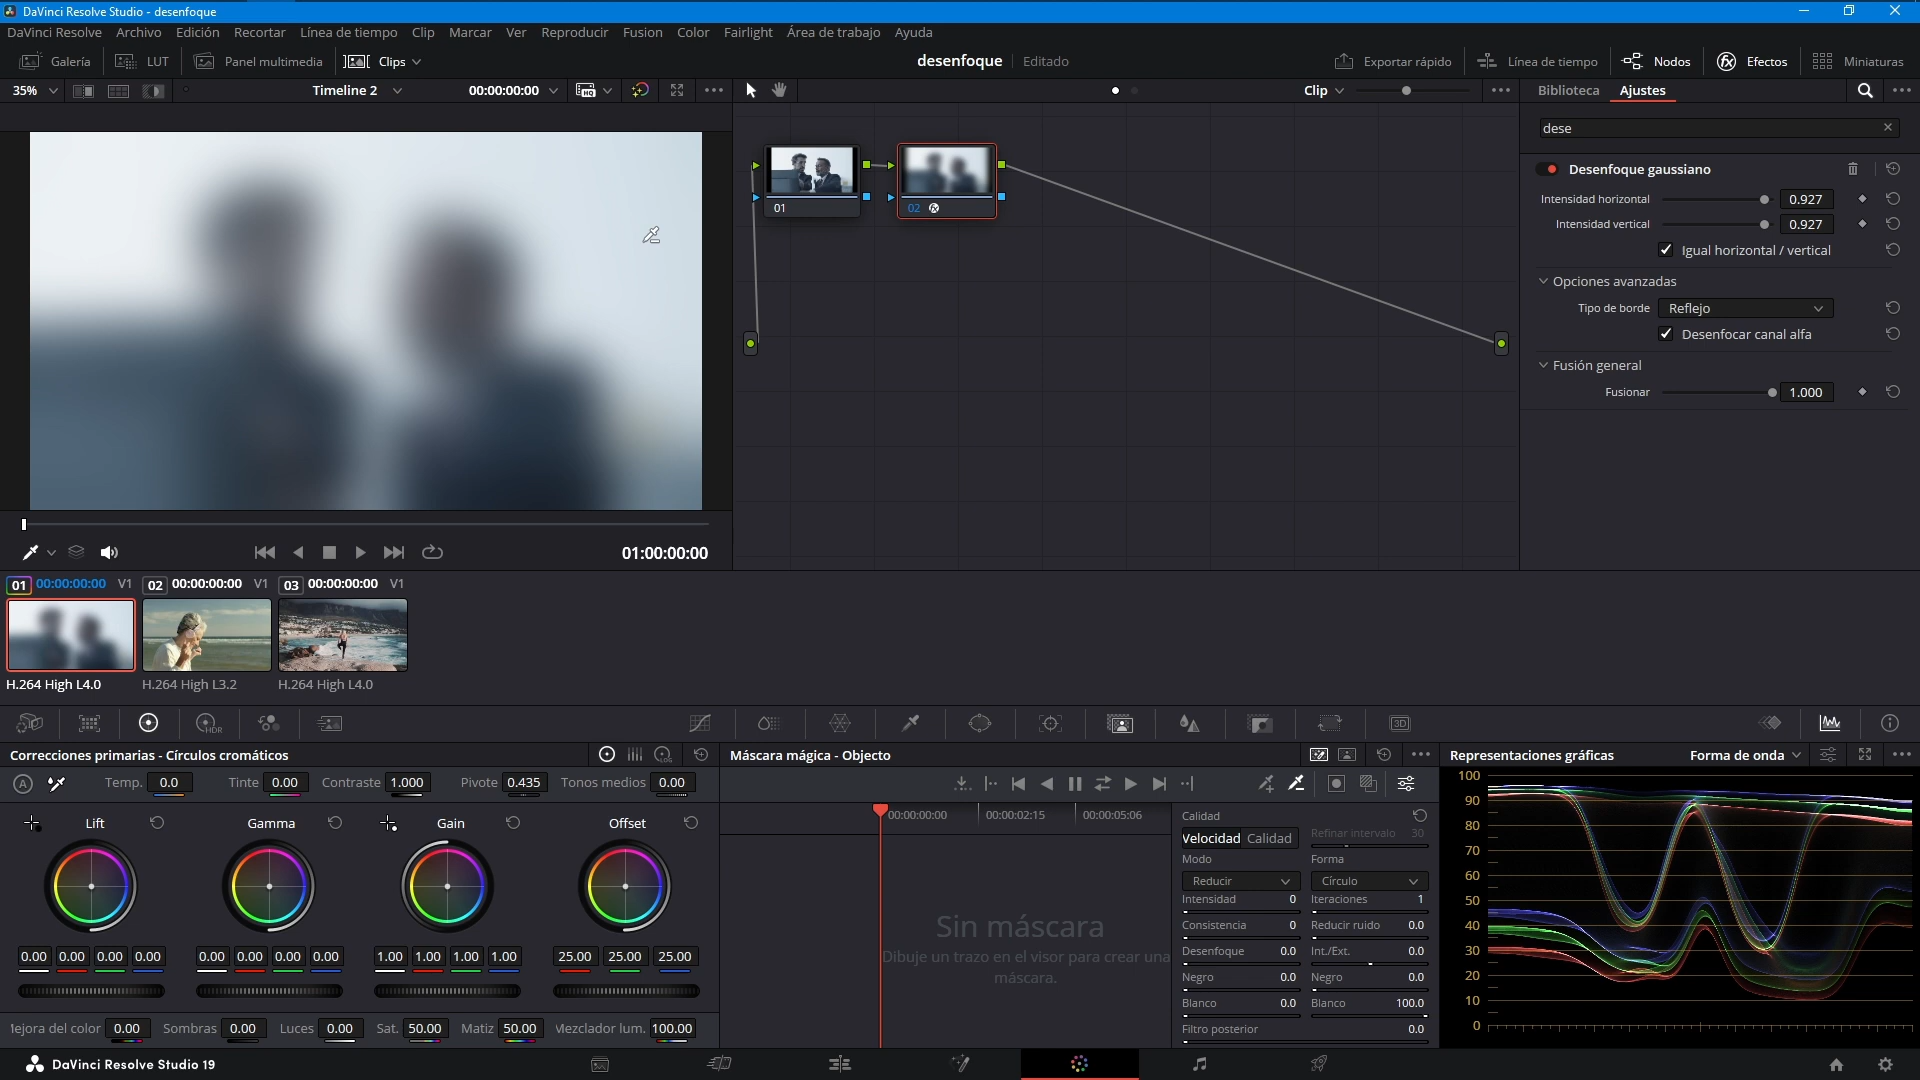 DaVinci Resolve Studio - desenfoque
DaVinci Resolve Archivo Edición Recortar Línea de tiempo Clip Marcar Ver Reproducir Fusion Color Fairlight Área de trabajo Ayuda
Galería LUT Panel multimedia Clips desenfoque Editado Exportar rápido Línea de tiempo Nodos Efectos Miniaturas
35% Timeline 2 00:00:00:00 Clip Biblioteca Ajustes
dese
Desenfoque gaussiano
Intensidad horizontal 0.927
Intensidad vertical 0.927
Igual horizontal / vertical
Opciones avanzadas
Tipo de borde Reflejo
Desenfocar canal alfa
Fusión general
Fusionar 1.000
01 02
01:00:00:00
01 00:00:00:00 V1 02 00:00:00:00 V1 03 00:00:00:00 V1
H.264 High L4.0 H.264 High L3.2 H.264 High L4.0
HDR 3D
Correcciones primarias - Círculos cromáticos LOG
A Temp. 0.0 Tinte 0.00 Contraste 1.000 Pivote 0.435 Tonos medios 0.00
Lift Gamma Gain Offset
0.00 0.00 0.00 0.00 0.00 0.00 0.00 0.00 1.00 1.00 1.00 1.00 25.00 25.00 25.00
ejora del color 0.00 Sombras 0.00 Luces 0.00 Sat. 50.00 Matiz 50.00 Mezclador lum. 100.00
Máscara mágica - Objecto
00:00:00:00 00:00:02:15 00:00:05:06
Sin máscara
Dibuje un trazo en el visor para crear una
máscara.
Calidad
Velocidad Calidad Refinar intervalo 30
Modo Forma
Reducir Círculo
Intensidad 0 Iteraciones 1
Consistencia 0 Reducir ruido 0.0
Desenfoque 0.0 Int./Ext. 0.0
Negro 0.0 Negro 0.0
Blanco 0.0 Blanco 100.0
Filtro posterior 0.0
Representaciones gráficas Forma de onda
100
90
80
70
60
50
40
30
20
10
0
DaVinci Resolve Studio 19